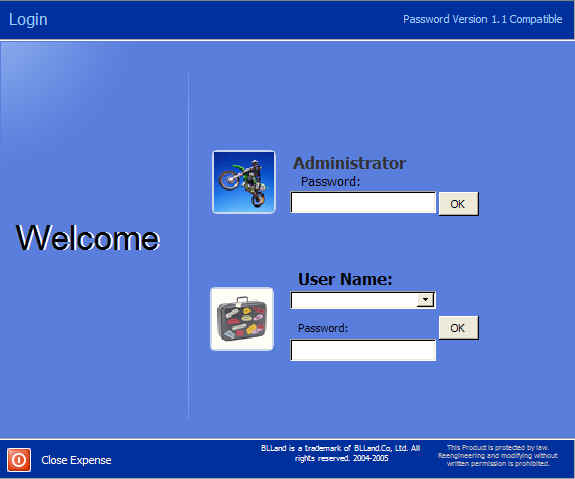 Login
Password Version 1.1 Compatible
Administrator
Password:
OK
Welcome
User Name:
Password:
OK
Close Expense
BLLand is a trademark of BLLand.Co, Ltd. All
rights reserved. 2004-2005
This Product is protected by law.
Reengineering and modifying without
written permission is prohibited.